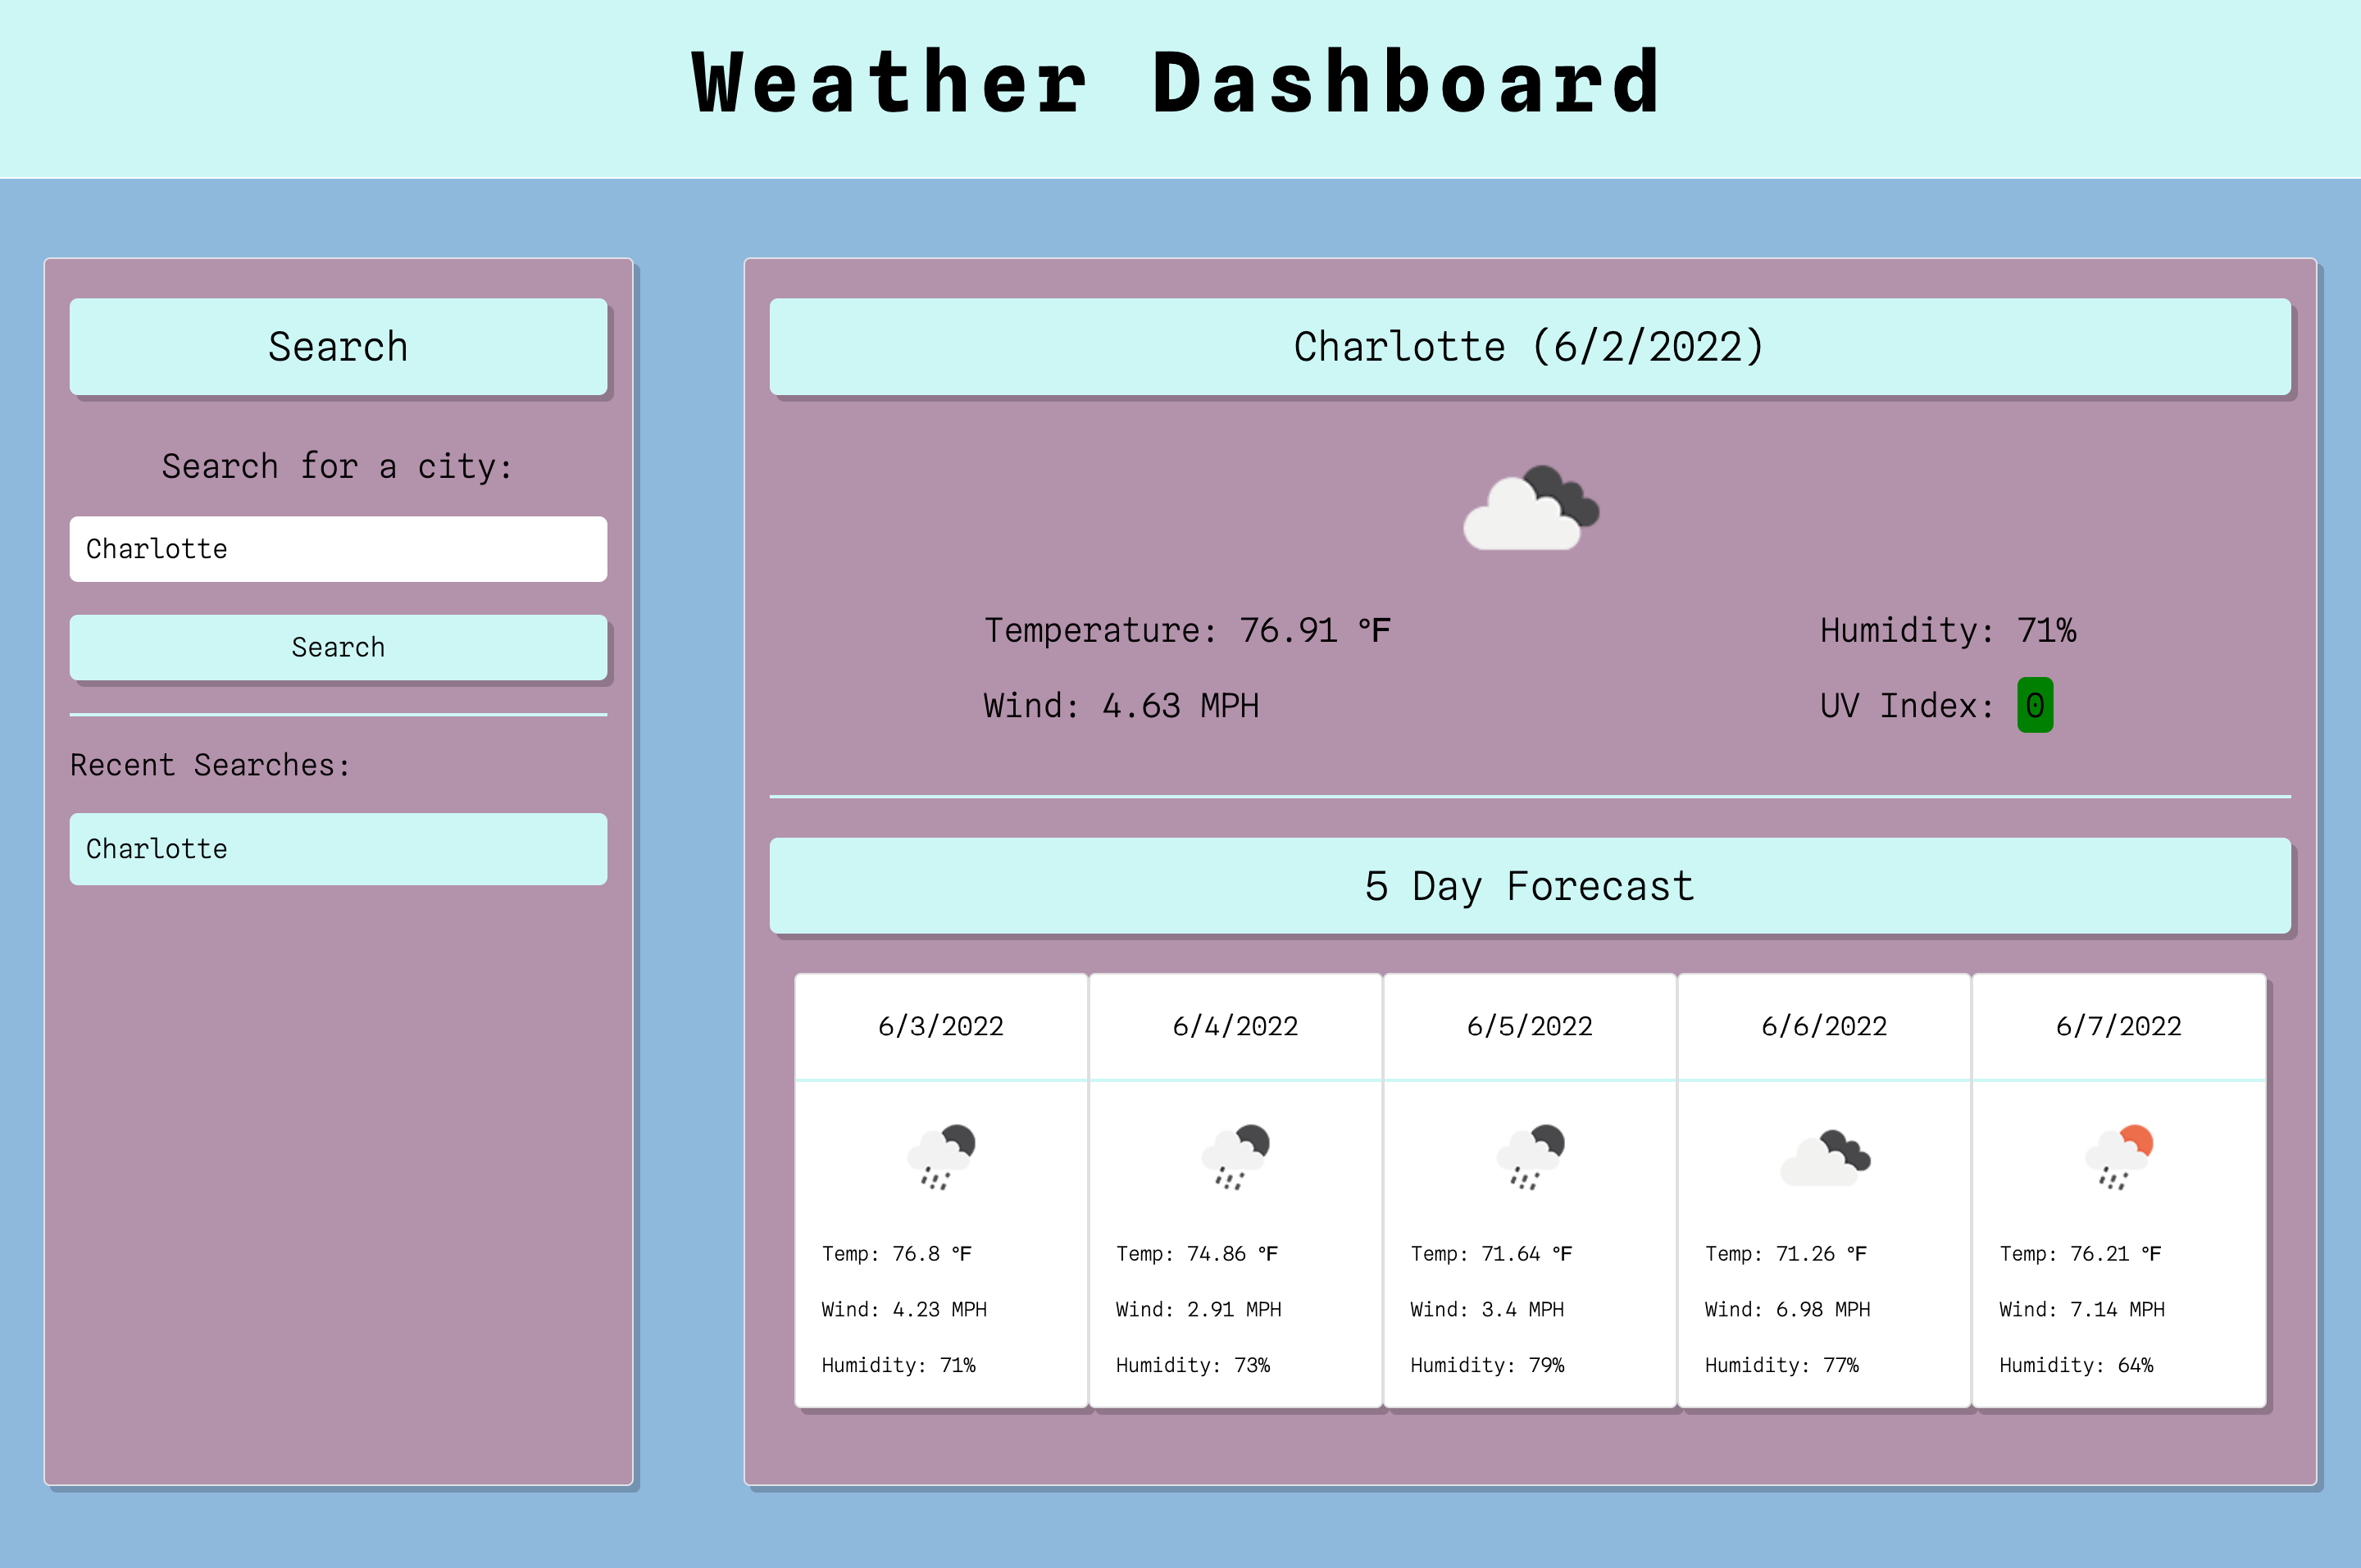 Weather Dashboard
Search
Search for a city:
Charlotte
Search
Recent Searches:
Charlotte
Charlotte (6/2/2022)
Temperature: 76.91 °F
Humidity: 71%
Wind: 4.63 MPH
UV Index: 0
5 Day Forecast
6/3/2022
Temp: 76.8 °F
Wind: 4.23 MPH
Humidity: 71%
6/4/2022
Temp: 74.86 °F
Wind: 2.91 MPH
Humidity: 73%
6/5/2022
Temp: 71.64 °F
Wind: 3.4 MPH
Humidity: 79%
6/6/2022
Temp: 71.26 °F
Wind: 6.98 MPH
Humidity: 77%
6/7/2022
Temp: 76.21 °F
Wind: 7.14 MPH
Humidity: 64%